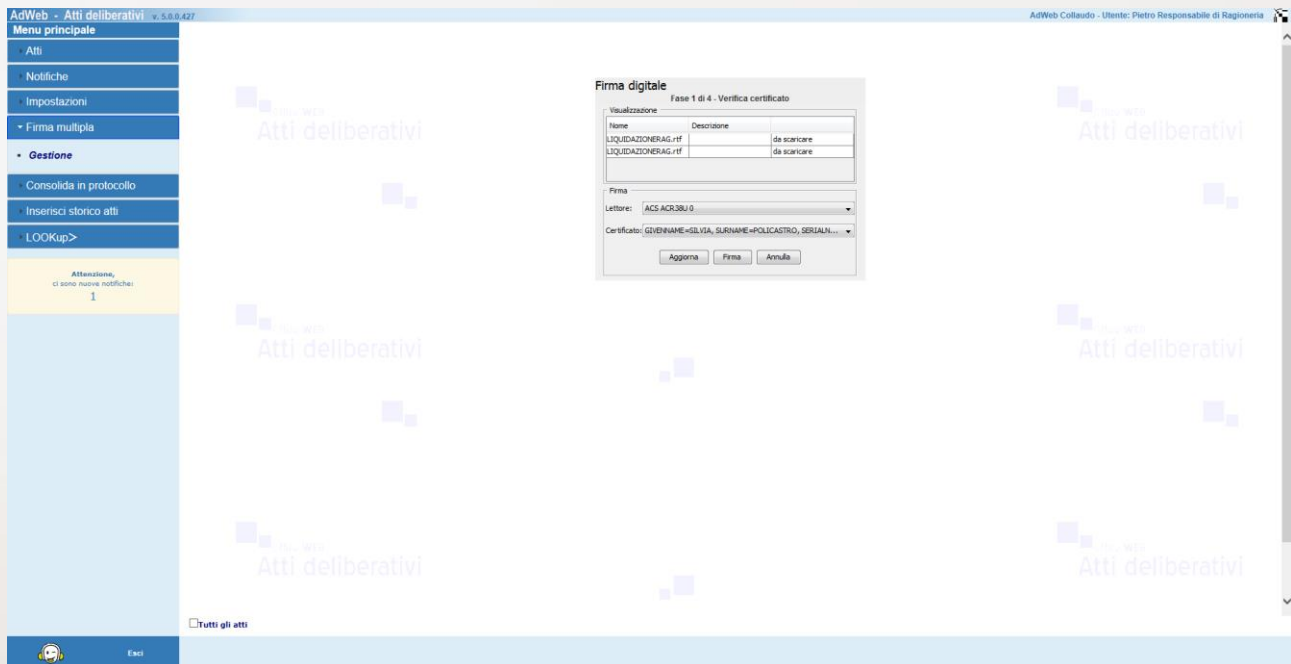 AdWeb - Atti deliberativi v. 5.0.0.427
AdWeb Collaudo - Utente: Pietro Responsabile di Ragioneria
Menu principale
Atti
Notifiche
Impostazioni
Firma multipla
Gestione
Consolida in protocollo
Inserisci storico atti
LOOKup>
Attenzione,
ci sono nuove notifiche:
1
Firma digitale
Fase 1 di 4 - Verifica certificato
Visualizzazione
Nome Descrizione
LIQUIDAZIONERAG.rtf da scaricare
LIQUIDAZIONERAG.rtf da scaricare
Firma
Lettore: ACS ACR38U 0
Certificato: GIVENNAME=SILVIA, SURNAME=POLICASTRO, SERIALN...
Aggiorna Firma Annulla
Atti deliberativi
Atti deliberativi
Atti deliberativi
Atti deliberativi
Atti deliberativi
Atti deliberativi
Tutti gli atti
Esci